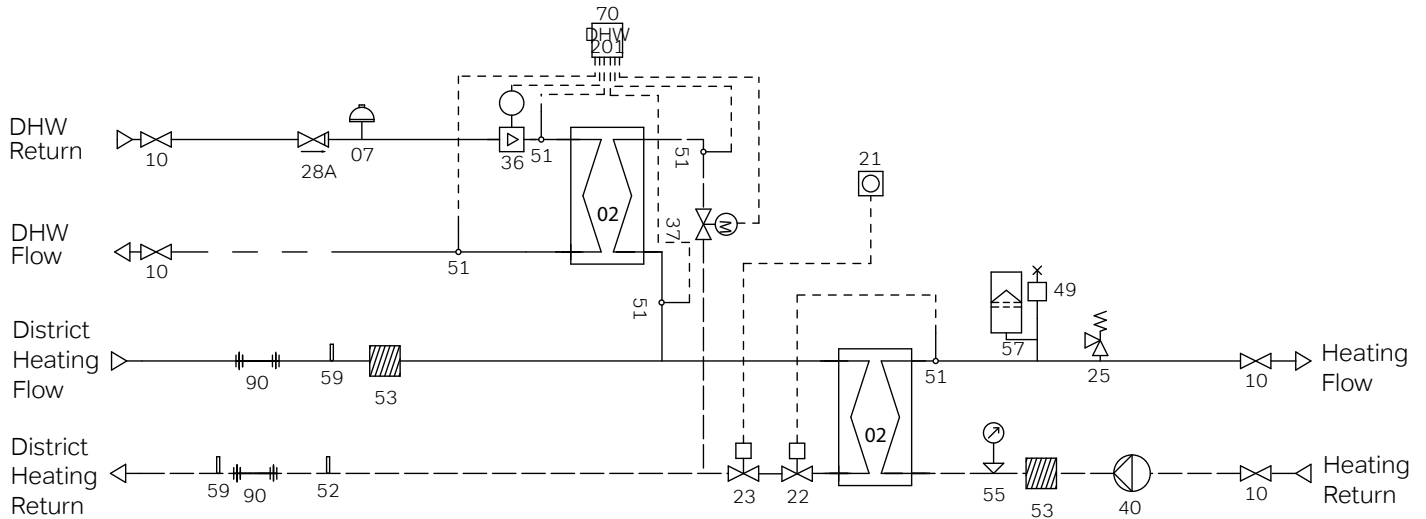 70
DHW
201
DHW
Return
10
28A
07
36
51
02
51
37
M
21
DHW
Flow
10
51
51
49
57
District
Heating
Flow
90
59
53
51
25
10
Heating
Flow
02
District
Heating
Return
59
90
52
23
22
55
53
40
10
Heating
Return